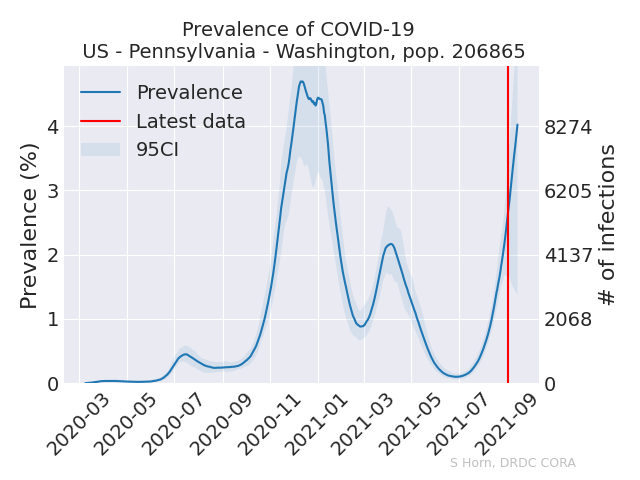 Prevalence of COVID-19
US - Pennsylvania - Washington, pop. 206865
Prevalence
Latest data
95CI
Prevalence (%)
4
3
2
1
0
8274
6205
4137
2068
0
# of infections
2020-03
2020-05
2020-07
2020-09
2020-11
2021-01
2021-03
2021-05
2021-07
2021-09
S Horn, DRDC CORA